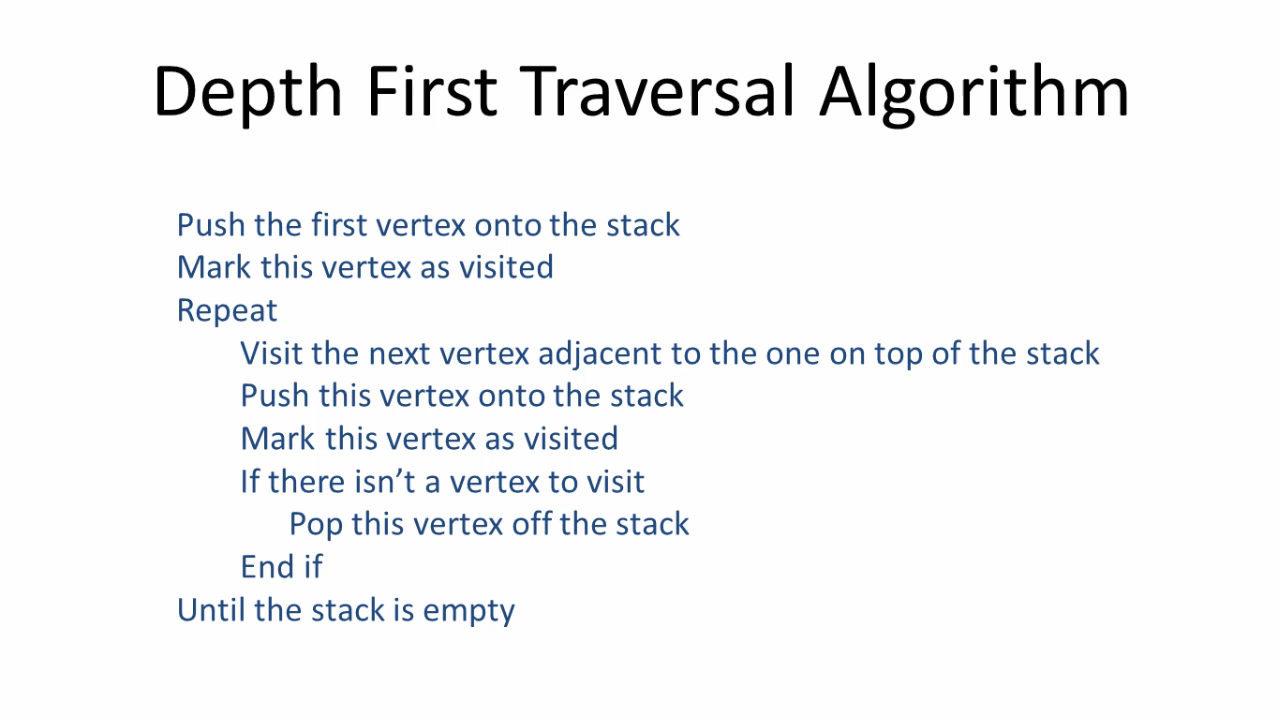 Depth First Traversal Algorithm
Push the first vertex onto the stack
Mark this vertex as visited
Repeat
Visit the next vertex adjacent to the one on top of the stack
Push this vertex onto the stack
Mark this vertex as visited
If there isn’t a vertex to visit
Pop this vertex off the stack
End if
Until the stack is empty